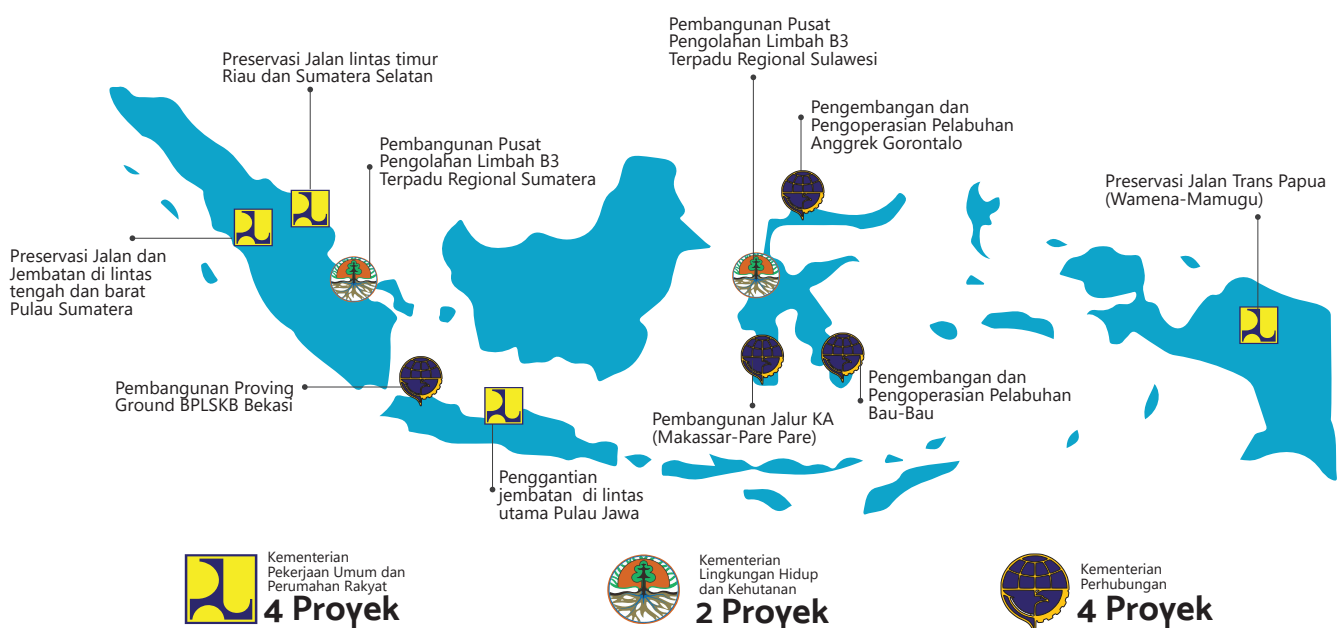 Pembangunan Pusat
Pengolahan Limbah B3
Terpadu Regional Sulawesi
Preservasi Jalan lintas timur
Riau dan Sumatera Selatan
Pengembangan dan
Pengoperasian Pelabuhan
Anggrek Gorontalo
Pembangunan Pusat
Pengolahan Limbah B3
Terpadu Regional Sumatera
Preservasi Jalan Trans Papua
(Wamena-Mamugu)
Preservasi Jalan dan
Jembatan di lintas
tengah dan barat
Pulau Sumatera
Pembangunan Proving
Ground BPLSKB Bekasi
Pengembangan dan
Pengoperasian Pelabuhan
Bau-Bau
Pembangunan Jalur KA
(Makassar-Pare Pare)
Penggantian
jembatan di lintas
utama Pulau Jawa
Kementerian
Pekerjaan Umum dan
Perumahan Rakyat
4 Proyek
Kementerian
Lingkungan Hidup
dan Kehutanan
2 Proyek
Kementerian
Perhubungan
4 Proyek